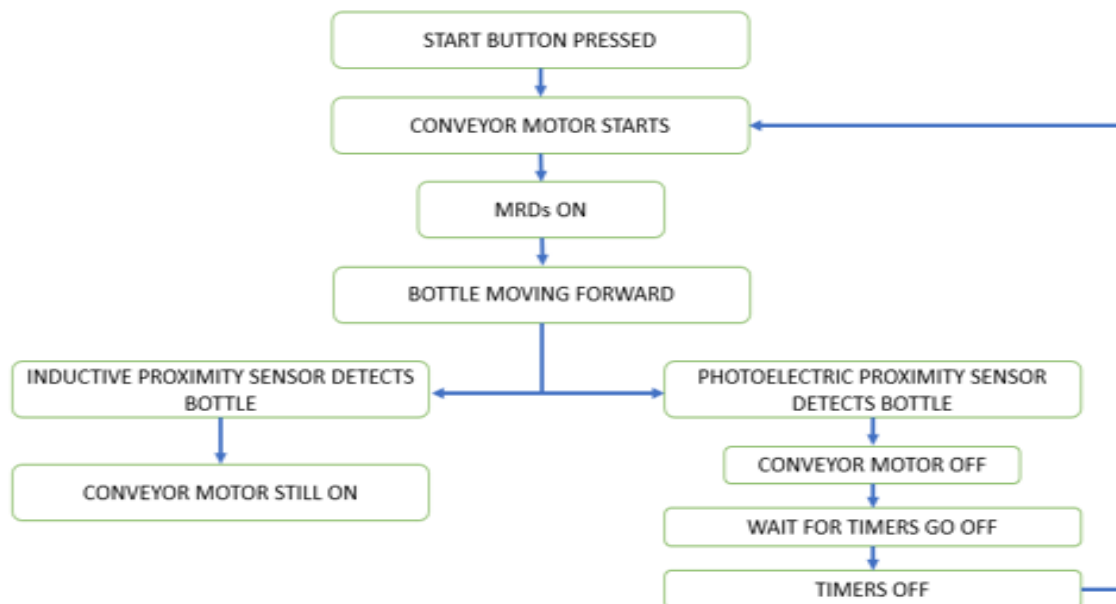 START BUTTON PRESSED
CONVEYOR MOTOR STARTS
MRDs ON
BOTTLE MOVING FORWARD
INDUCTIVE PROXIMITY SENSOR DETECTS
BOTTLE
PHOTOELECTRIC PROXIMITY SENSOR
DETECTS BOTTLE
CONVEYOR MOTOR STILL ON
CONVEYOR MOTOR OFF
WAIT FOR TIMERS GO OFF
TIMERS OFF